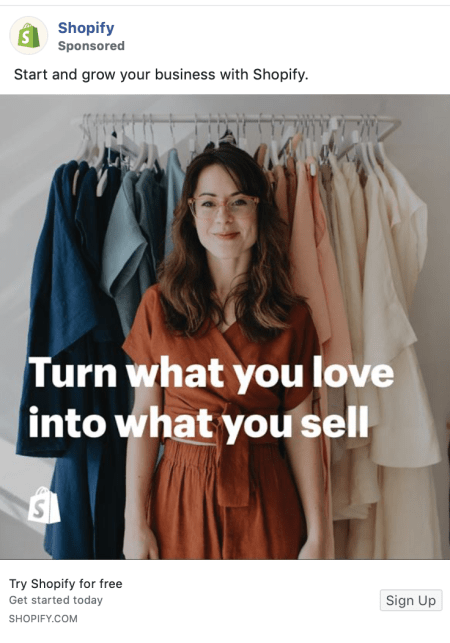 Shopify
Sponsored
Start and grow your business with Shopify.
Turn what you love
into what you sell
Try Shopify for free
Get started today
Sign Up
SHOPIFY.COM